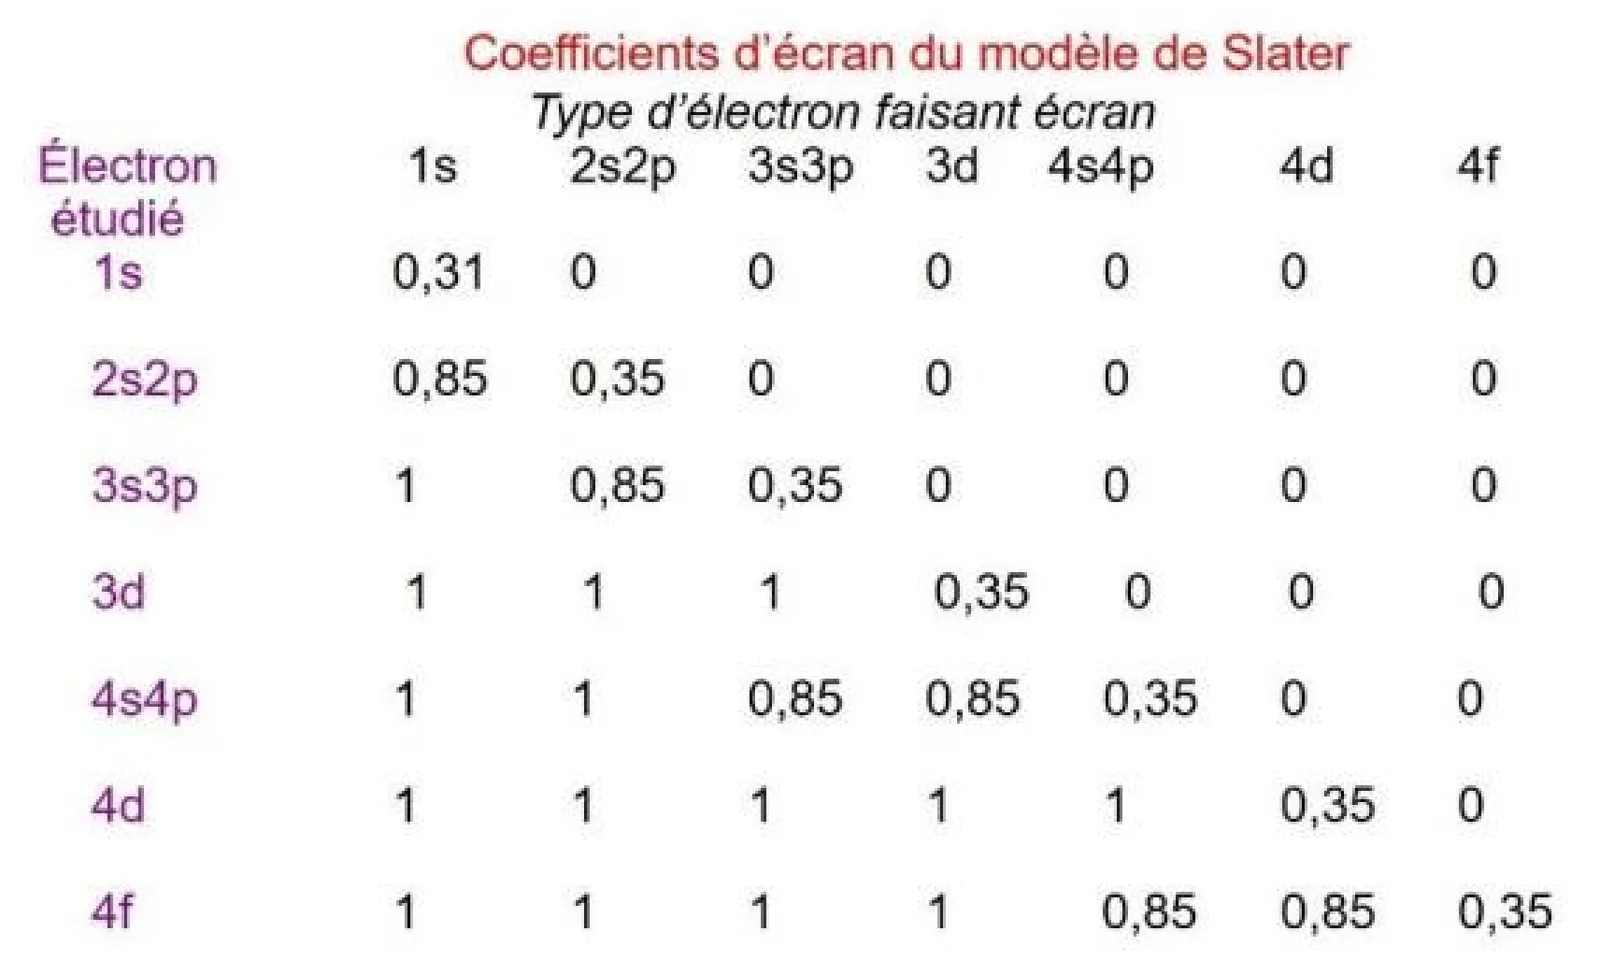 Coefficients d'écran du modèle de Slater
Type d'électron faisant écran
Électron 1s 2s2p 3s3p 3d 4s4p 4d 4f
étudié
1s 0,31 0 0 0 0 0 0
2s2p 0,85 0,35 0 0 0 0 0
3s3p 1 0,85 0,35 0 0 0 0
3d 1 1 1 0,35 0 0 0
4s4p 1 1 0,85 0,85 0,35 0 0
4d 1 1 1 1 1 0,35 0
4f 1 1 1 1 0,85 0,85 0,35